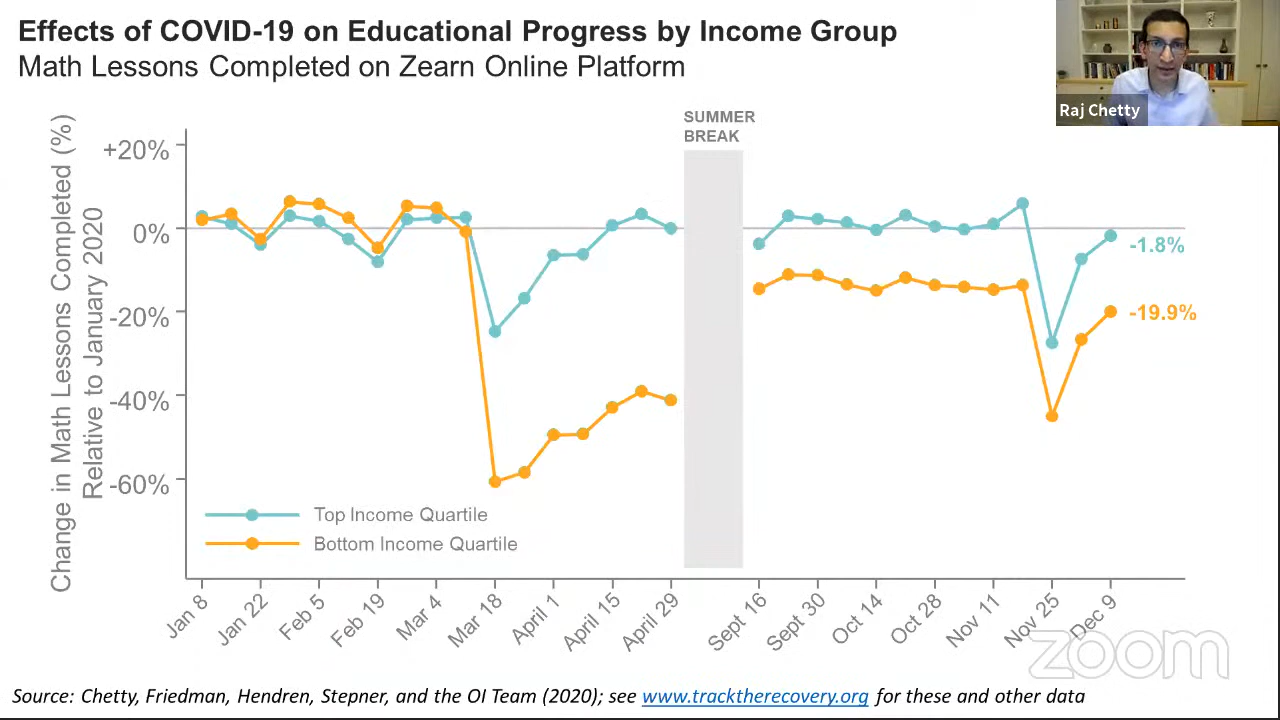 Effects of COVID-19 on Educational Progress by Income Group
Math Lessons Completed on Zearn Online Platform
Raj Chetty
SUMMER
BREAK
Change in Math Lessons Completed (%)
Relative to January 2020
+20%
0%
-20%
-40%
-60%
-1.8%
-19.9%
Top Income Quartile
Bottom Income Quartile
Jan 8
Jan 22
Feb 5
Feb 19
Mar 4
Mar 18
April 1
April 15
April 29
Sept 16
Sept 30
Oct 14
Oct 28
Nov 11
Nov 25
Dec 9
zoom
Source: Chetty, Friedman, Hendren, Stepner, and the OI Team (2020); see www.tracktherecovery.org for these and other data